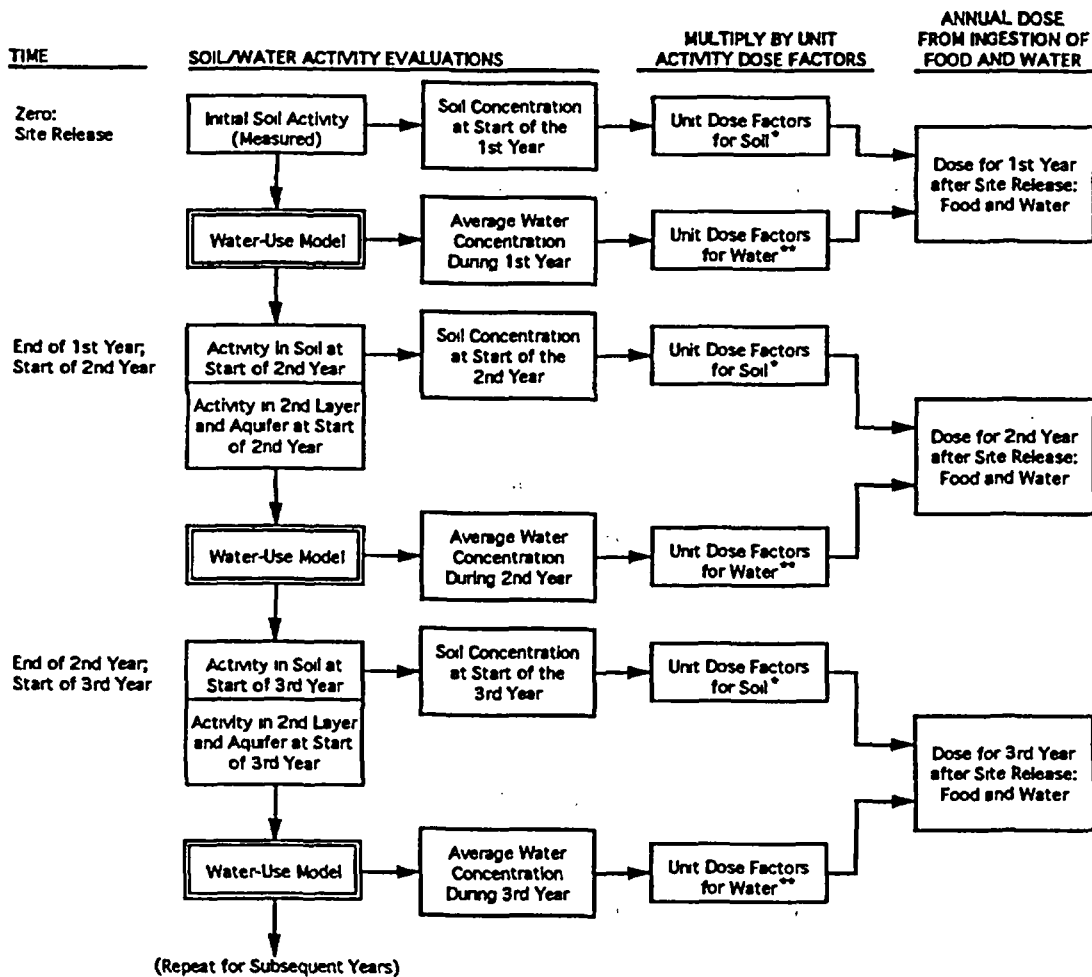 TIME
SOIL/WATER ACTIVITY EVALUATIONS
MULTIPLY BY UNIT
ACTIVITY DOSE FACTORS
ANNUAL DOSE
FROM INGESTION OF
FOOD AND WATER
Zero:
Site Release
Initial Soil Activity
(Measured)
Soil Concentration
at Start of the
1st Year
Unit Dose Factors
for Soil*
Dose for 1st Year
after Site Release:
Food and Water
Water-Use Model
Average Water
Concentration
During 1st Year
Unit Dose Factors
for Water**
End of 1st Year;
Start of 2nd Year
Activity in Soil at
Start of 2nd Year
Activity in 2nd Layer
and Aquifer at Start
of 2nd Year
Soil Concentration
at Start of the
2nd Year
Unit Dose Factors
for Soil*
Dose for 2nd Year
after Site Release:
Food and Water
Water-Use Model
Average Water
Concentration
During 2nd Year
Unit Dose Factors
for Water**
End of 2nd Year;
Start of 3rd Year
Activity in Soil at
Start of 3rd Year
Activity in 2nd Layer
and Aquifer at Start
of 3rd Year
Soil Concentration
at Start of the
3rd Year
Unit Dose Factors
for Soil*
Dose for 3rd Year
after Site Release:
Food and Water
Water-Use Model
Average Water
Concentration
During 3rd Year
Unit Dose Factors
for Water**
(Repeat for Subsequent Years)